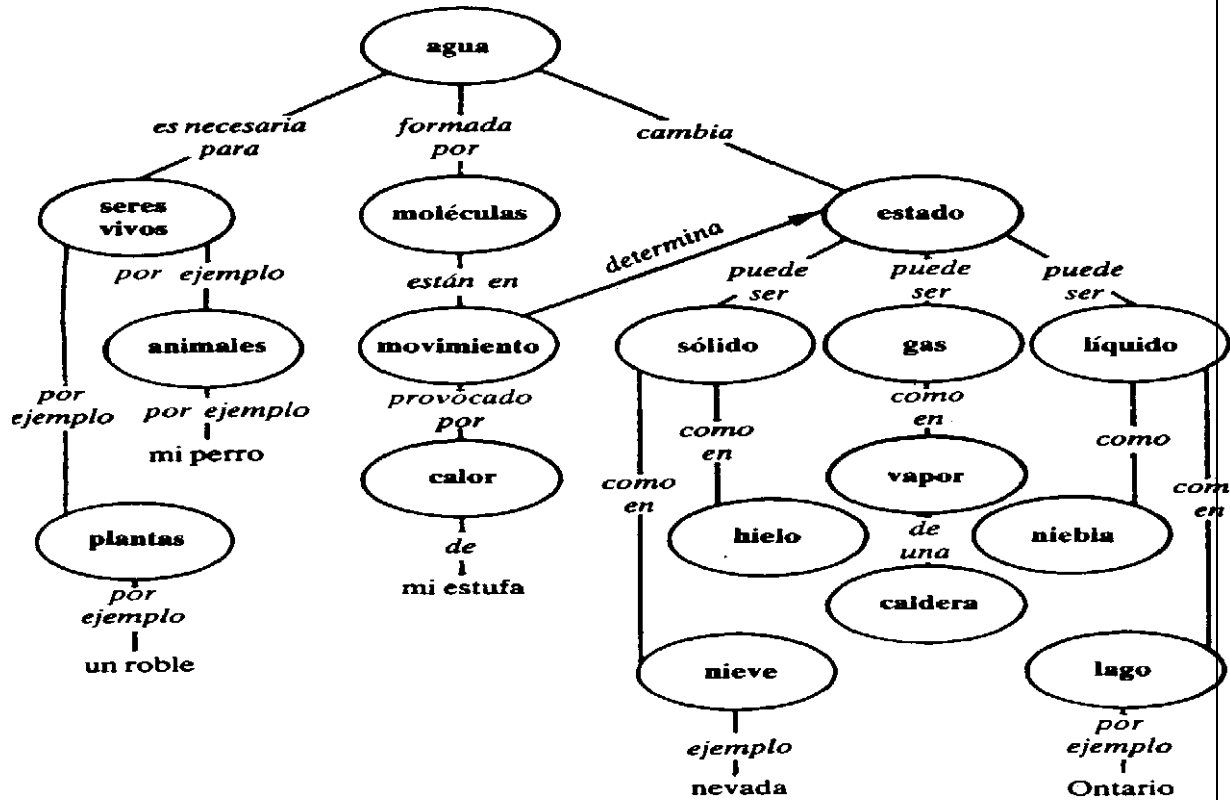 agua
es necesaria
para
formada
por
cambia
seres
vivos
moléculas
estado
determina
por ejemplo
están en
puede
ser
puede
ser
puede
ser
animales
movimiento
sólido
gas
líquido
por
ejemplo
por ejemplo
provocado
por
como
en
como
en
como
mi perro
calor
como
en
vapor
com
en
plantas
de
hielo
de
una
niebla
mi estufa
por
ejemplo
caldera
un roble
nieve
lago
ejemplo
por
ejemplo
nevada
Ontario